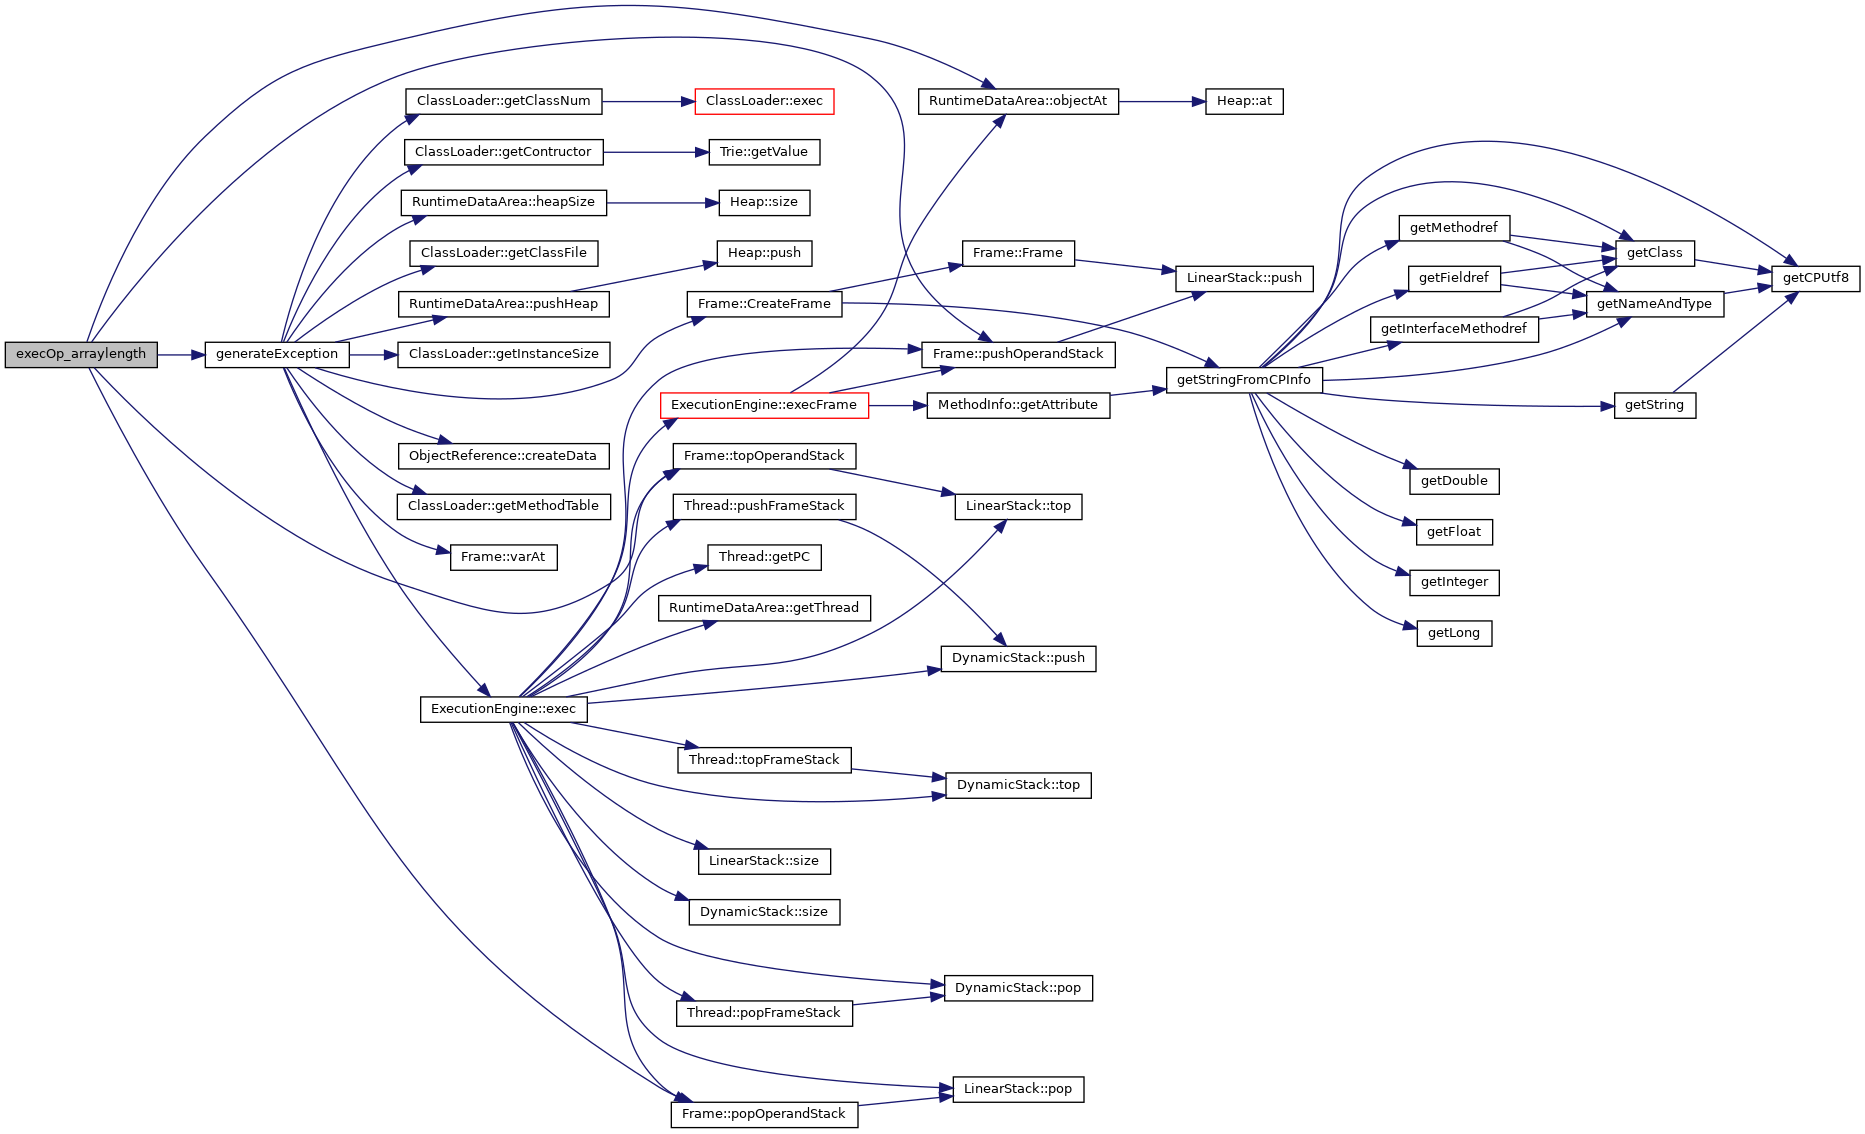 execOp_arraylength
generateException
ClassLoader::getClassNum
ClassLoader::getContructor
RuntimeDataArea::heapSize
ClassLoader::getClassFile
RuntimeDataArea::pushHeap
ClassLoader::getInstanceSize
ObjectReference::createData
ClassLoader::getMethodTable
Frame::varAt
ExecutionEngine::exec
ClassLoader::exec
Trie::getValue
Heap::size
Heap::push
Frame::CreateFrame
ExecutionEngine::execFrame
Frame::topOperandStack
Thread::pushFrameStack
Thread::getPC
RuntimeDataArea::getThread
Thread::topFrameStack
LinearStack::size
DynamicStack::size
Thread::popFrameStack
Frame::popOperandStack
RuntimeDataArea::objectAt
Frame::Frame
Frame::pushOperandStack
MethodInfo::getAttribute
LinearStack::top
DynamicStack::push
DynamicStack::top
DynamicStack::pop
LinearStack::pop
Heap::at
LinearStack::push
getStringFromCPInfo
getMethodref
getFieldref
getInterfaceMethodref
getDouble
getFloat
getInteger
getLong
getClass
getNameAndType
getString
getCPUtf8